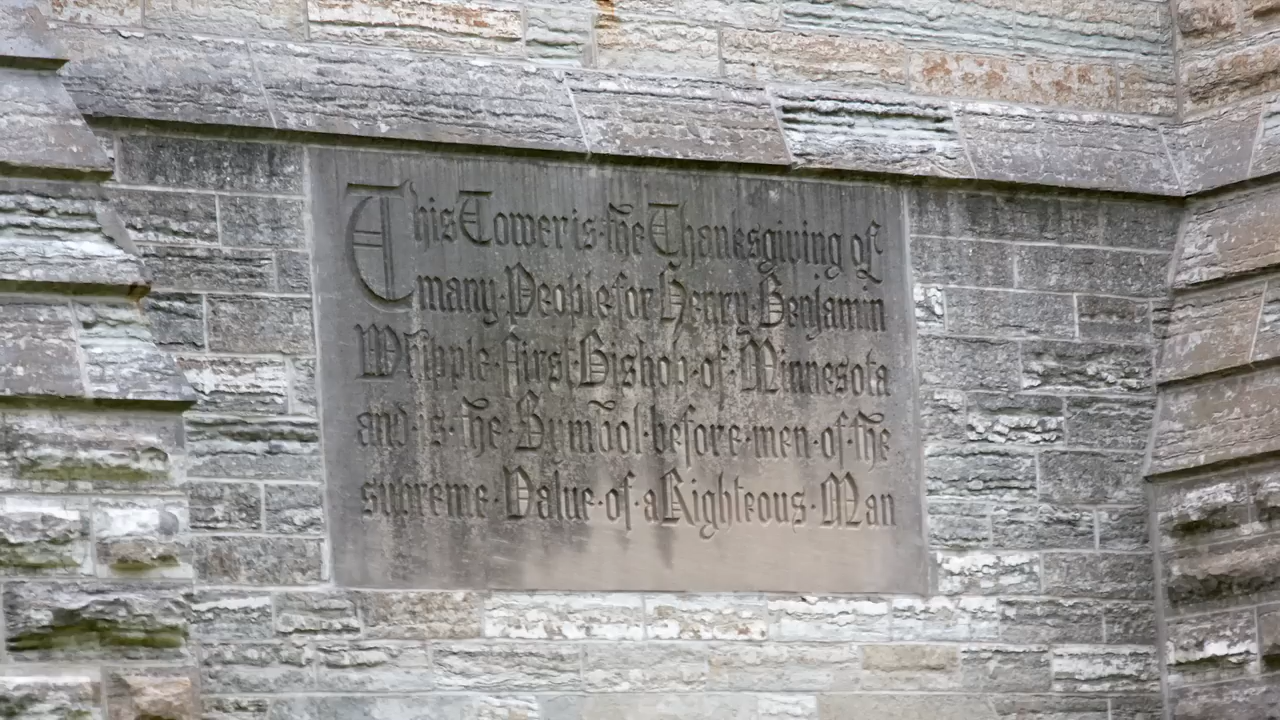 This Tower is·the Thanksgiving of
many·People for Henry·Benjamin
Whipple·first Bishop·of·Minnesota
and·is·the·Symbol·before·men·of·the
supreme·Value·of·a Righteous·Man